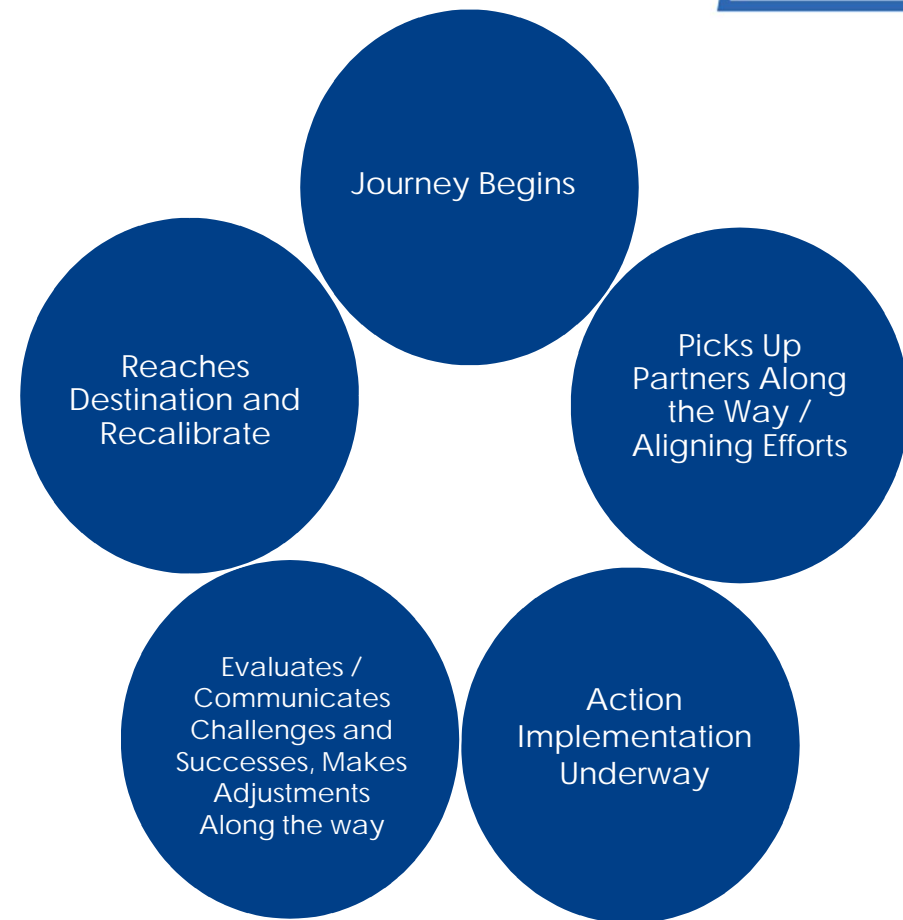 Journey Begins
Picks Up
Partners Along
the Way /
Aligning Efforts
Action
Implementation
Underway
Evaluates /
Communicates
Challenges and
Successes, Makes
Adjustments
Along the way
Reaches
Destination and
Recalibrate